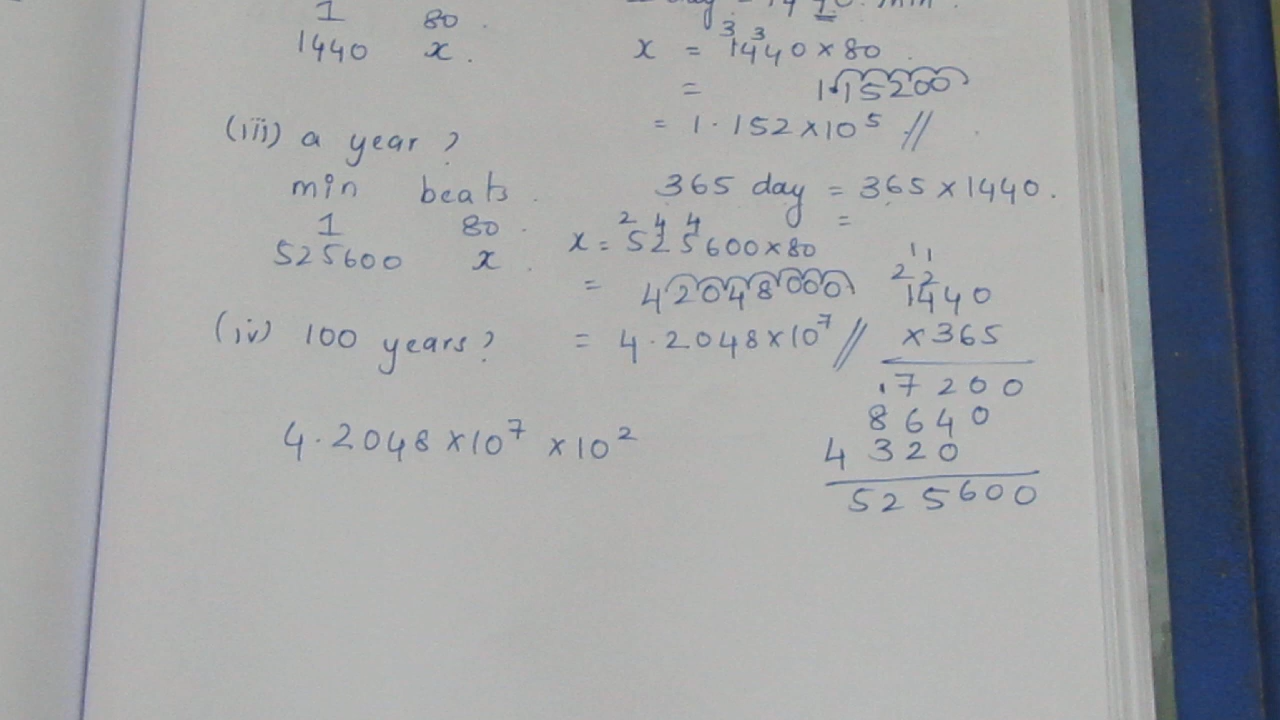 1 80.
1440 x.
x = 1440 × 80
= 115200
= 1.152×10⁵ //
(iii) a year?
min beats. 365 day = 365 × 1440.
=
1 80.
525600 x.
x = 525600×80
= 42048000
= 4.2048×10⁷ //
1440
×365
7200
8640
4320
525600
(iv) 100 years?
4.2048×10⁷ ×10²